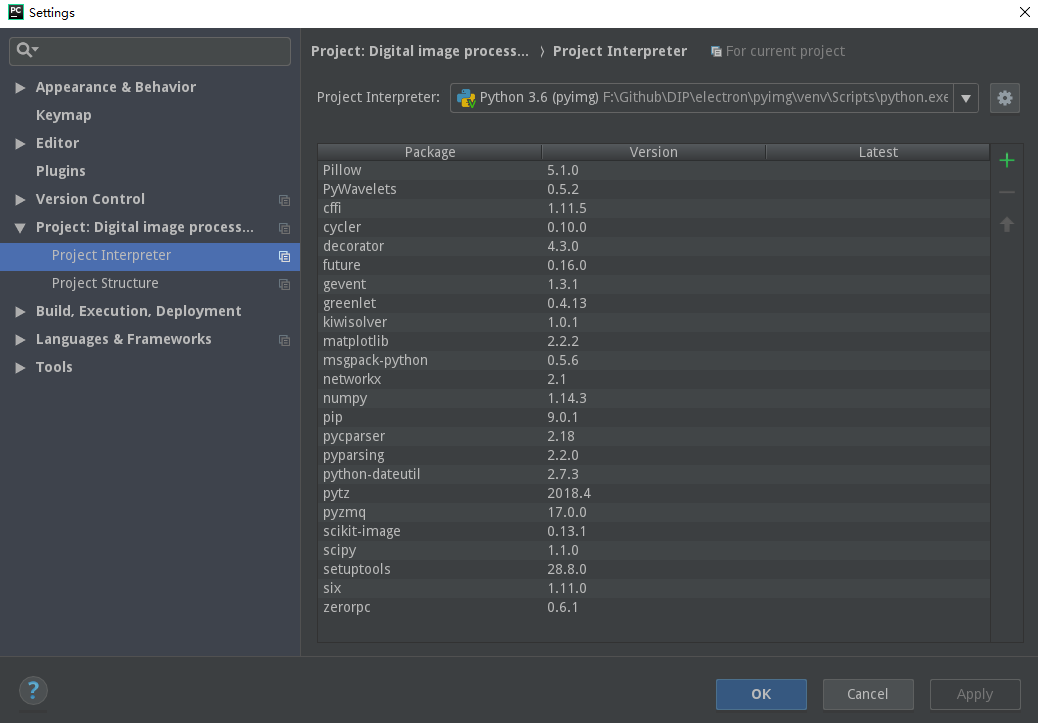 PC Settings
Appearance & Behavior
Keymap
Editor
Plugins
Version Control
Project: Digital image process...
Project Interpreter
Project Structure
Build, Execution, Deployment
Languages & Frameworks
Tools
Project: Digital image process... › Project Interpreter For current project
Project Interpreter: Python 3.6 (pyimg) F:\Github\DIP\electron\pyimg\venv\Scripts\python.exe
Package Version Latest
Pillow 5.1.0
PyWavelets 0.5.2
cffi 1.11.5
cycler 0.10.0
decorator 4.3.0
future 0.16.0
gevent 1.3.1
greenlet 0.4.13
kiwisolver 1.0.1
matplotlib 2.2.2
msgpack-python 0.5.6
networkx 2.1
numpy 1.14.3
pip 9.0.1
pycparser 2.18
pyparsing 2.2.0
python-dateutil 2.7.3
pytz 2018.4
pyzmq 17.0.0
scikit-image 0.13.1
scipy 1.1.0
setuptools 28.8.0
six 1.11.0
zerorpc 0.6.1
? OK Cancel Apply